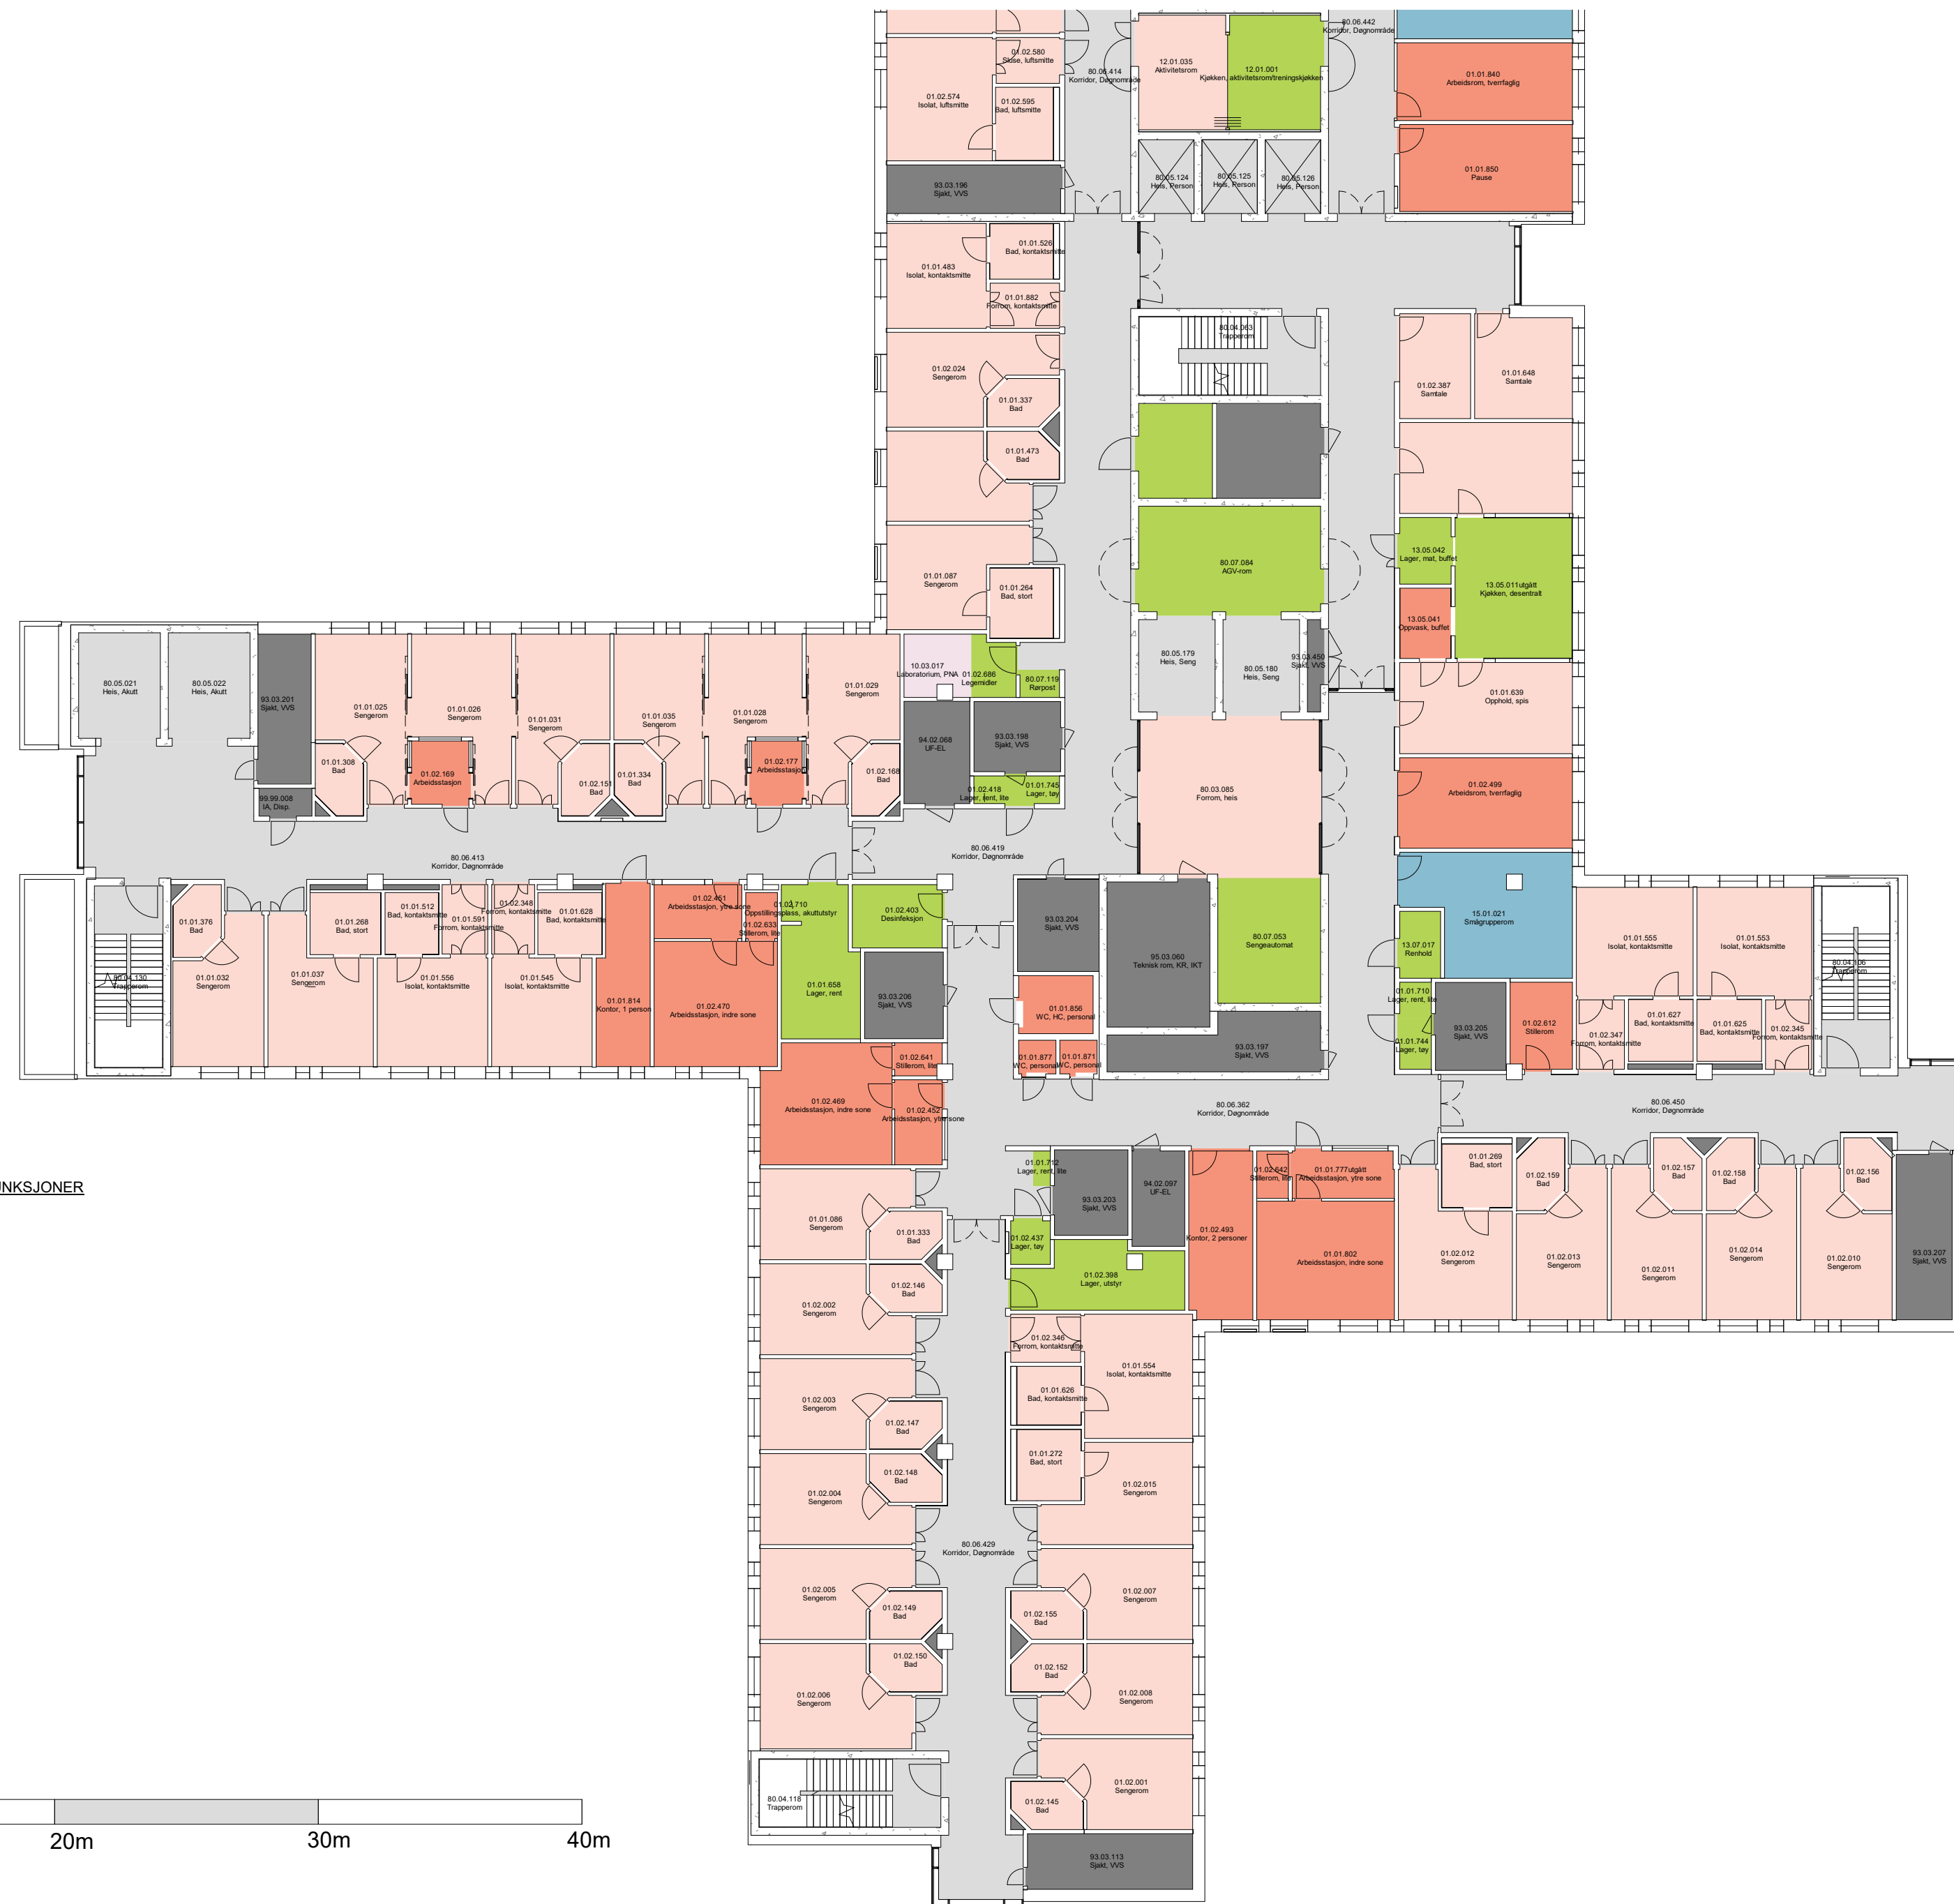 80.06.442
Korridor, Døgnområde
01.02.580
Sluse, luftsmitte
12.01.035
Aktivitetsrom
12.01.001
Kjøkken, aktivitetsrom/treningskjøkken
80.06.414
Korridor, Døgnområde
01.01.840
Arbeidsrom, tverrfaglig
01.02.574
Isolat, luftsmitte
01.02.595
Bad, luftsmitte
01.01.850
Pause
80.05.124
Heis, Person
80.05.125
Heis, Person
80.05.126
Heis, Person
93.03.196
Sjakt, VVS
01.01.526
Bad, kontaktsmitte
01.01.483
Isolat, kontaktsmitte
01.01.882
Forrom, kontaktsmitte
80.04.063
Trapperom
01.02.024
Sengerom
01.01.648
Samtale
01.02.387
Samtale
01.01.337
Bad
01.01.473
Bad
13.05.042
Lager, mat, buffet
80.07.084
AGV-rom
01.01.087
Sengerom
01.01.264
Bad, stort
13.05.011utgått
Kjøkken, desentralt
13.05.041
Oppvask, buffet
80.05.179
Heis, Seng
80.05.180
Heis, Seng
93.03.450
Sjakt, VVS
10.03.017
Laboratorium, PNA
01.02.686
Legemidler
80.07.119
Rørpost
80.05.021
Heis, Akutt
80.05.022
Heis, Akutt
93.03.201
Sjakt, VVS
01.01.025
Sengerom
01.01.026
Sengerom
01.01.031
Sengerom
01.01.035
Sengerom
01.01.028
Sengerom
01.01.029
Sengerom
01.01.639
Opphold, spis
94.02.068
UF-EL
93.03.198
Sjakt, VVS
01.01.308
Bad
01.02.169
Arbeidsstasjon
01.02.151
Bad
01.01.334
Bad
01.02.177
Arbeidsstasjon
01.02.168
Bad
01.02.499
Arbeidsrom, tverrfaglig
80.03.085
Forrom, heis
01.02.418
Lager, rent, lite
01.01.745
Lager, tøy
99.99.008
IA, Disp.
80.06.413
Korridor, Døgnområde
80.06.419
Korridor, Døgnområde
15.01.021
Smågrupperom
01.01.376
Bad
01.01.268
Bad, stort
01.01.512
Bad, kontaktsmitte
01.01.591
Forrom, kontaktsmitte
01.02.348
Forrom, kontaktsmitte
01.01.628
Bad, kontaktsmitte
01.02.451
Arbeidsstasjon, ytre sone
01.02.633
Stillerom, lite
Oppstillingsplass, akuttutstyr
01.02.403
Desinfeksjon
93.03.204
Sjakt, VVS
80.07.053
Sengeautomat
13.07.017
Renhold
01.01.555
Isolat, kontaktsmitte
01.01.553
Isolat, kontaktsmitte
80.04.106
Trapperom
80.04.130
Trapperom
01.01.032
Sengerom
01.01.037
Sengerom
01.01.556
Isolat, kontaktsmitte
01.01.545
Isolat, kontaktsmitte
01.01.814
Kontor, 1 person
01.02.470
Arbeidsstasjon, indre sone
01.01.658
Lager, rent
93.03.206
Sjakt, VVS
95.03.060
Teknisk rom, KR, IKT
01.01.856
WC, HC, personal
01.01.710
Lager, rent, lite
93.03.205
Sjakt, VVS
01.02.612
Stillerom
01.02.347
Forrom, kontaktsmitte
01.01.627
Bad, kontaktsmitte
01.01.625
Bad, kontaktsmitte
01.02.345
Forrom, kontaktsmitte
01.01.744
Lager, tøy
93.03.197
Sjakt, VVS
01.01.877
WC, personal
01.01.871
WC, personal
01.02.641
Stillerom, lite
01.02.469
Arbeidsstasjon, indre sone
01.02.452
Arbeidsstasjon, ytre sone
80.06.362
Korridor, Døgnområde
80.06.450
Korridor, Døgnområde
NKSJONER
01.01.712
Lager, rent, lite
93.03.203
Sjakt, VVS
94.02.097
UF-EL
01.02.642
Stillerom, lite
01.01.777utgått
Arbeidsstasjon, ytre sone
01.01.269
Bad, stort
01.02.159
Bad
01.02.157
Bad
01.02.158
Bad
01.02.156
Bad
01.01.086
Sengerom
01.01.333
Bad
01.02.437
Lager, tøy
01.02.493
Kontor, 2 personer
01.01.802
Arbeidsstasjon, indre sone
01.02.012
Sengerom
01.02.013
Sengerom
01.02.011
Sengerom
01.02.014
Sengerom
01.02.010
Sengerom
93.03.207
Sjakt, VVS
01.02.398
Lager, utstyr
01.02.002
Sengerom
01.02.146
Bad
01.02.346
Forrom, kontaktsmitte
01.01.554
Isolat, kontaktsmitte
01.01.626
Bad, kontaktsmitte
01.02.003
Sengerom
01.02.147
Bad
01.01.272
Bad, stort
01.02.148
Bad
01.02.004
Sengerom
01.02.015
Sengerom
80.06.429
Korridor, Døgnområde
01.02.005
Sengerom
01.02.149
Bad
01.02.155
Bad
01.02.007
Sengerom
01.02.150
Bad
01.02.152
Bad
01.02.006
Sengerom
01.02.008
Sengerom
01.02.001
Sengerom
80.04.118
Trapperom
01.02.145
Bad
93.03.113
Sjakt, VVS
20m
30m
40m